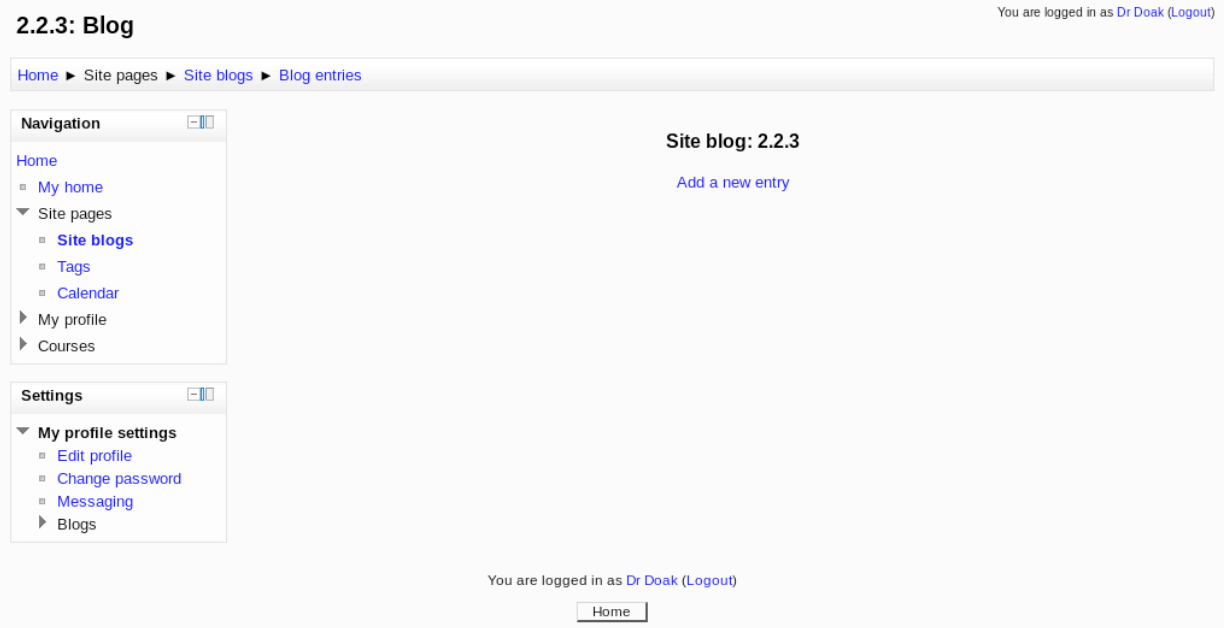 2.2.3: Blog
You are logged in as Dr Doak (Logout)
Home ► Site pages ► Site blogs ► Blog entries
Navigation
Home
My home
Site pages
Site blogs
Tags
Calendar
My profile
Courses
Settings
My profile settings
Edit profile
Change password
Messaging
Blogs
Site blog: 2.2.3
Add a new entry
You are logged in as Dr Doak (Logout)
Home